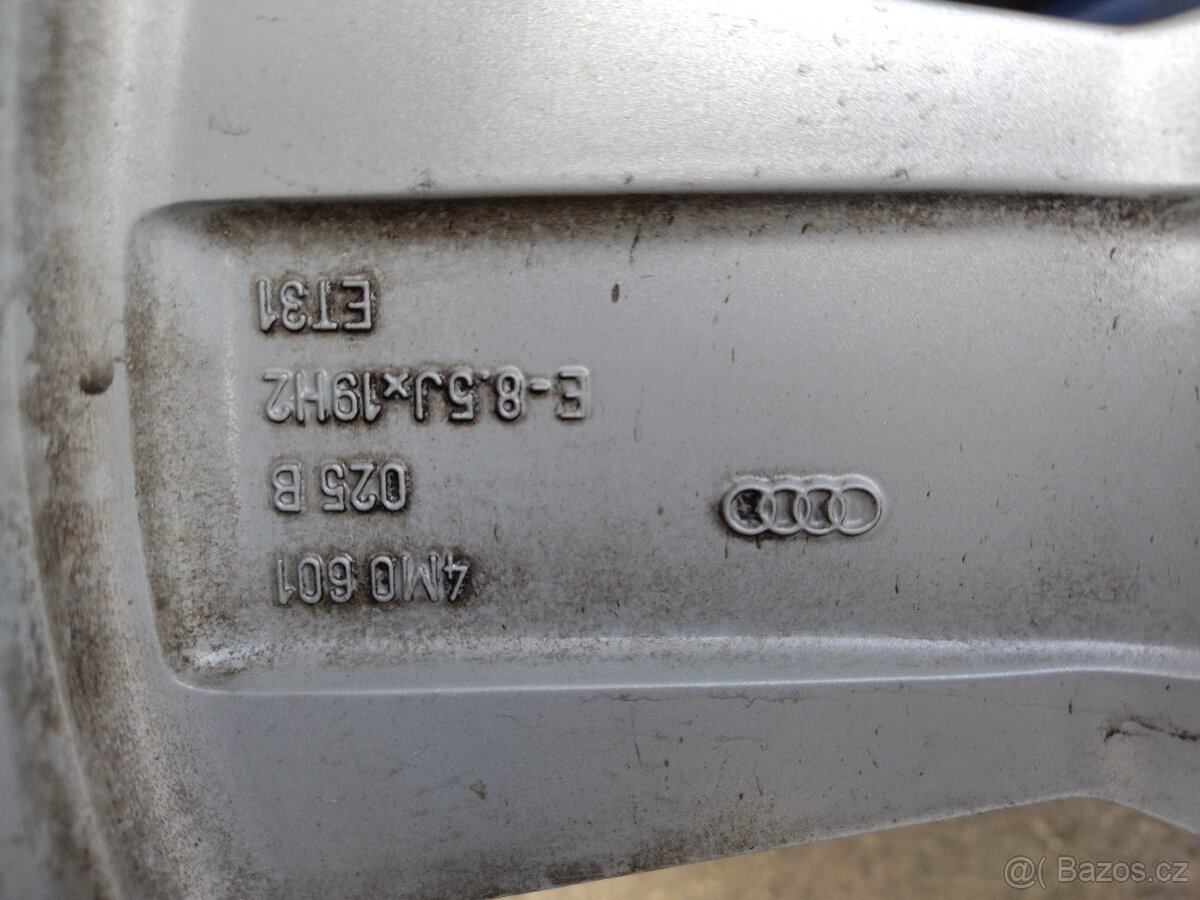 4M0 601
025 B
E-8.5J×19H2
ET31
@( Bazos.cz